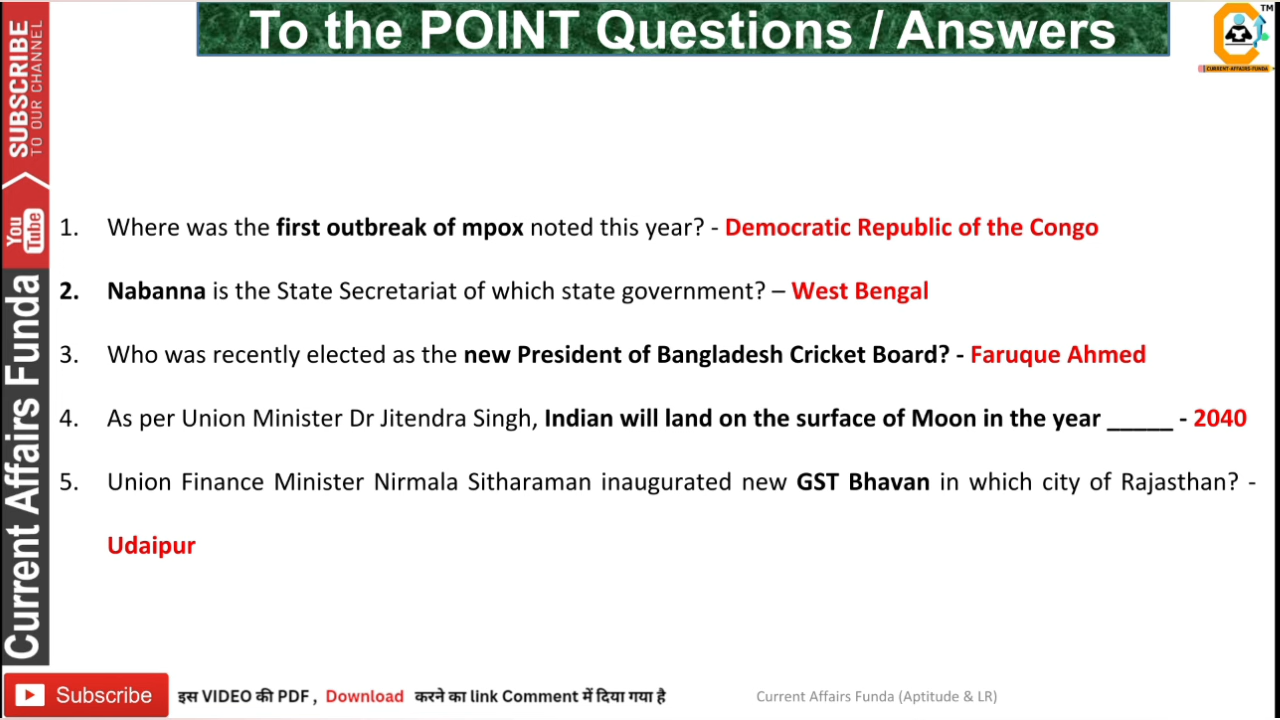 To the POINT Questions / Answers
TM
CURRENT-AFFAIRS-FUNDA
SUBSCRIBE
TO OUR CHANNEL
You
Tube
Current Affairs Funda
1. Where was the first outbreak of mpox noted this year? - Democratic Republic of the Congo
2. Nabanna is the State Secretariat of which state government? – West Bengal
3. Who was recently elected as the new President of Bangladesh Cricket Board? - Faruque Ahmed
4. As per Union Minister Dr Jitendra Singh, Indian will land on the surface of Moon in the year _____ - 2040
5. Union Finance Minister Nirmala Sitharaman inaugurated new GST Bhavan in which city of Rajasthan? -
Udaipur
Subscribe
इस VIDEO की PDF , Download करने का link Comment में दिया गया है
Current Affairs Funda (Aptitude & LR)